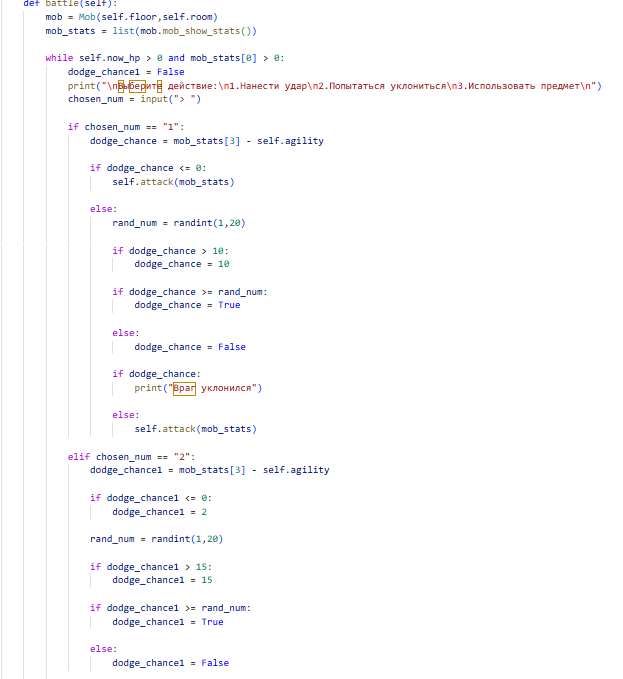 def battle(self):
mob = Mob(self.floor,self.room)
mob_stats = list(mob.mob_show_stats())
while self.now_hp > 0 and mob_stats[0] > 0:
dodge_chance1 = False
print("\nВыберите действие:\n1.Нанести удар\n2.Попытаться уклониться\n3.Использовать предмет\n")
chosen_num = input("> ")
if chosen_num == "1":
dodge_chance = mob_stats[3] - self.agility
if dodge_chance <= 0:
self.attack(mob_stats)
else:
rand_num = randint(1,20)
if dodge_chance > 10:
dodge_chance = 10
if dodge_chance >= rand_num:
dodge_chance = True
else:
dodge_chance = False
if dodge_chance:
print("Враг уклонился")
else:
self.attack(mob_stats)
elif chosen_num == "2":
dodge_chance1 = mob_stats[3] - self.agility
if dodge_chance1 <= 0:
dodge_chance1 = 2
rand_num = randint(1,20)
if dodge_chance1 > 15:
dodge_chance1 = 15
if dodge_chance1 >= rand_num:
dodge_chance1 = True
else:
dodge_chance1 = False